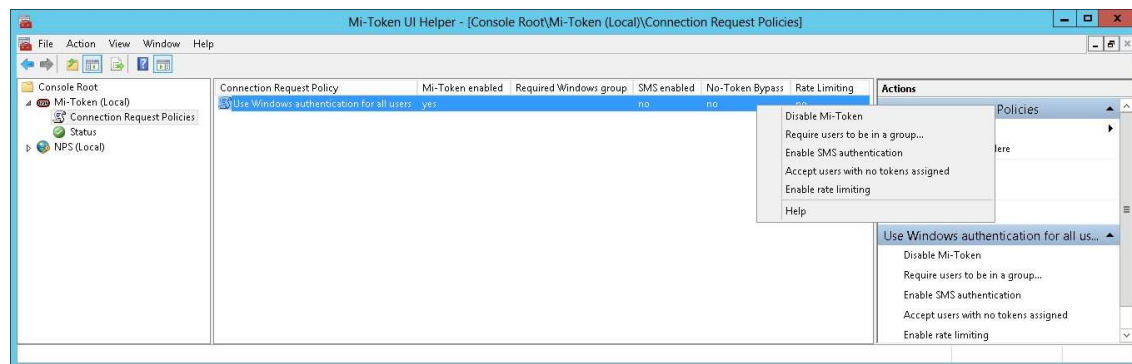 Mi-Token UI Helper - [Console Root\Mi-Token (Local)\Connection Request Policies]
File Action View Window Help
Console Root
Mi-Token (Local)
Connection Request Policies
Status
NPS (Local)
Connection Request Policy Mi-Token enabled Required Windows group SMS enabled No-Token Bypass Rate Limiting
Use Windows authentication for all users yes no no no
Disable Mi-Token
Require users to be in a group...
Enable SMS authentication
Accept users with no tokens assigned
Enable rate limiting
Help
Actions
Policies
Use Windows authentication for all us...
Disable Mi-Token
Require users to be in a group...
Enable SMS authentication
Accept users with no tokens assigned
Enable rate limiting